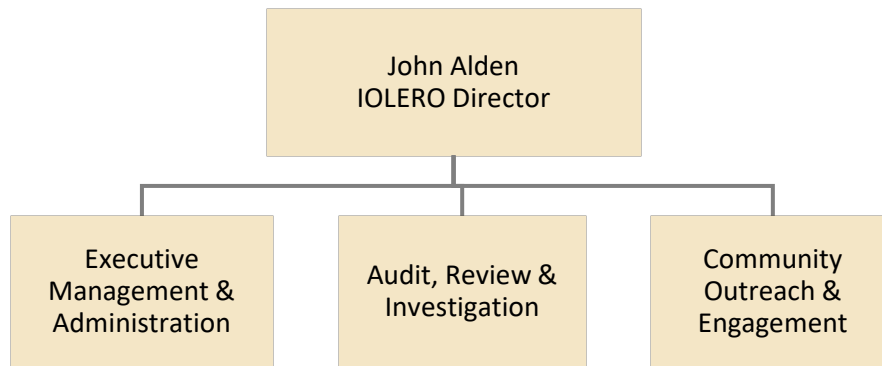 John Alden
IOLERO Director
Executive
Management &
Administration
Audit, Review &
Investigation
Community
Outreach &
Engagement